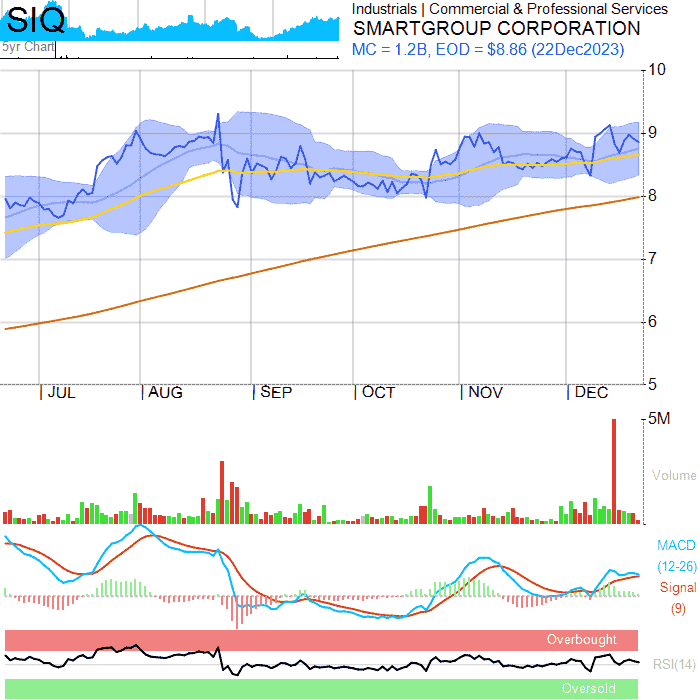 SIQ
5yr Chart
Industrials | Commercial & Professional Services
SMARTGROUP CORPORATION
MC = 1.2B, EOD = $8.86 (22Dec2023)
10
9
8
7
6
5
| JUL | AUG | SEP | OCT | NOV | DEC
5M
Volume
MACD
(12-26)
Signal
(9)
Overbought
RSI(14)
Oversold